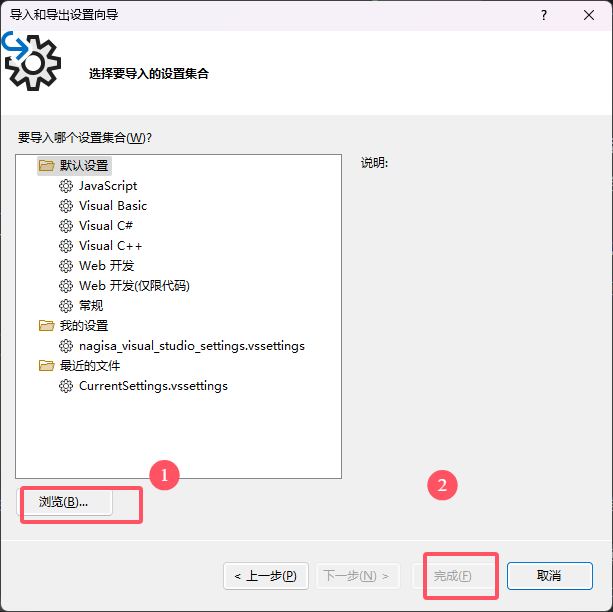 导入和导出设置向导
?
选择要导入的设置集合
要导入哪个设置集合(W)?
说明:
默认设置
JavaScript
Visual Basic
Visual C#
Visual C++
Web 开发
Web 开发(仅限代码)
常规
我的设置
nagisa_visual_studio_settings.vssettings
最近的文件
CurrentSettings.vssettings
1
2
浏览(B)...
< 上一步(P) 下一步(N) > 完成(F) 取消